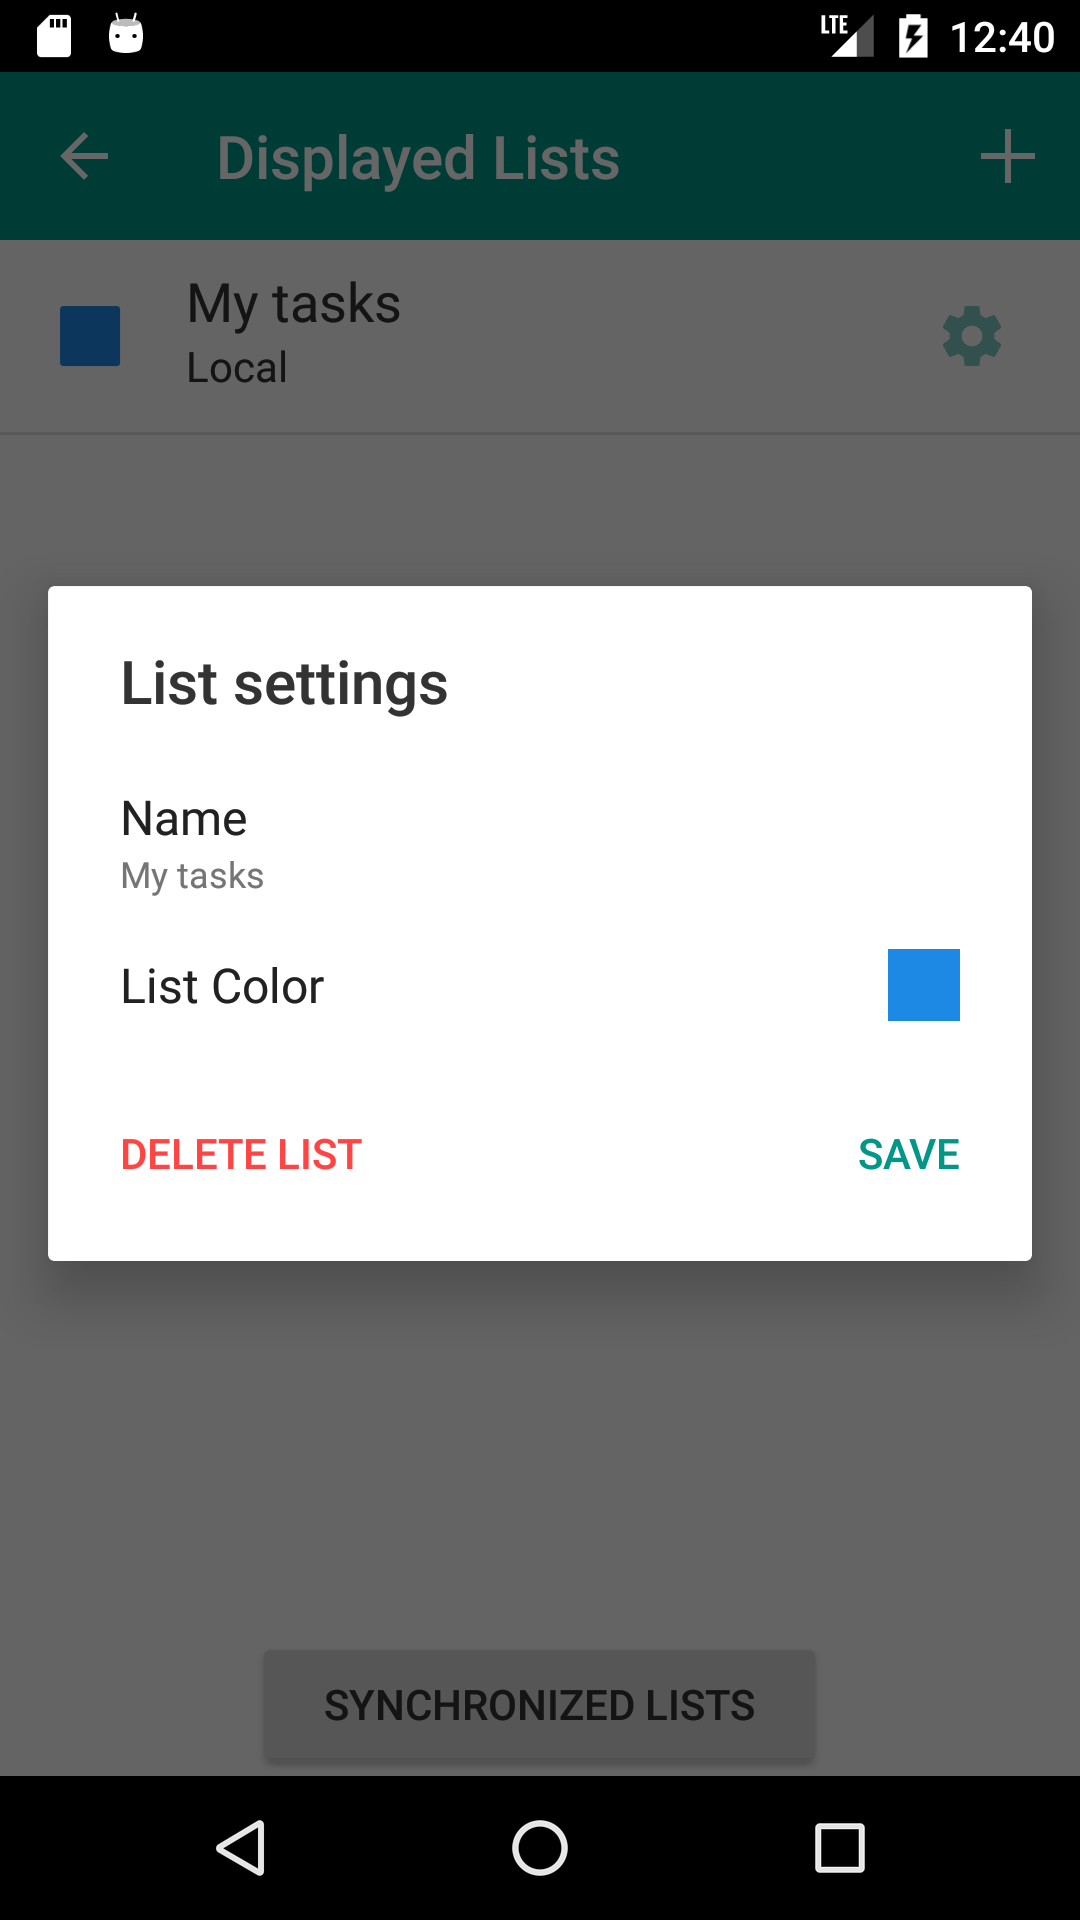 LTE 12:40
Displayed Lists
My tasks
Local
List settings
Name
My tasks
List Color
DELETE LIST SAVE
SYNCHRONIZED LISTS